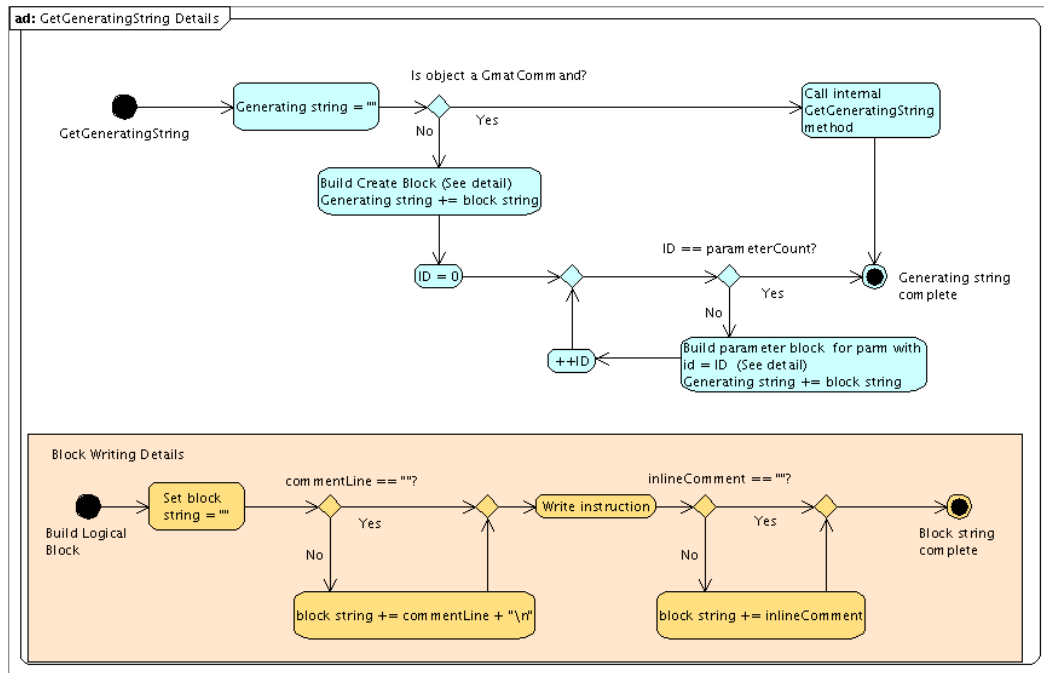 ad: GetGeneratingString Details
Is object a GmatCommand?
Generating string = ""
Call internal
GetGeneratingString
method
GetGeneratingString
No
Yes
Build Create Block (See detail)
Generating string += block string
ID == parameterCount?
ID = 0
Yes
Generating string
complete
No
++ID
Build parameter block for parm with
id = ID (See detail)
Generating string += block string
Block Writing Details
commentLine == ""?
inlineComment == ""?
Set block
string = ""
Write instruction
Yes
Yes
Build Logical
Block
Block string
complete
No
No
block string += commentLine + "\n"
block string += inlineComment